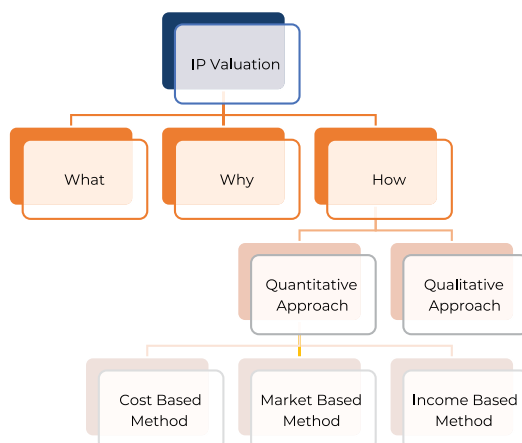 IP Valuation
What
Why
How
Quantitative
Approach
Qualitative
Approach
Cost Based
Method
Market Based
Method
Income Based
Method